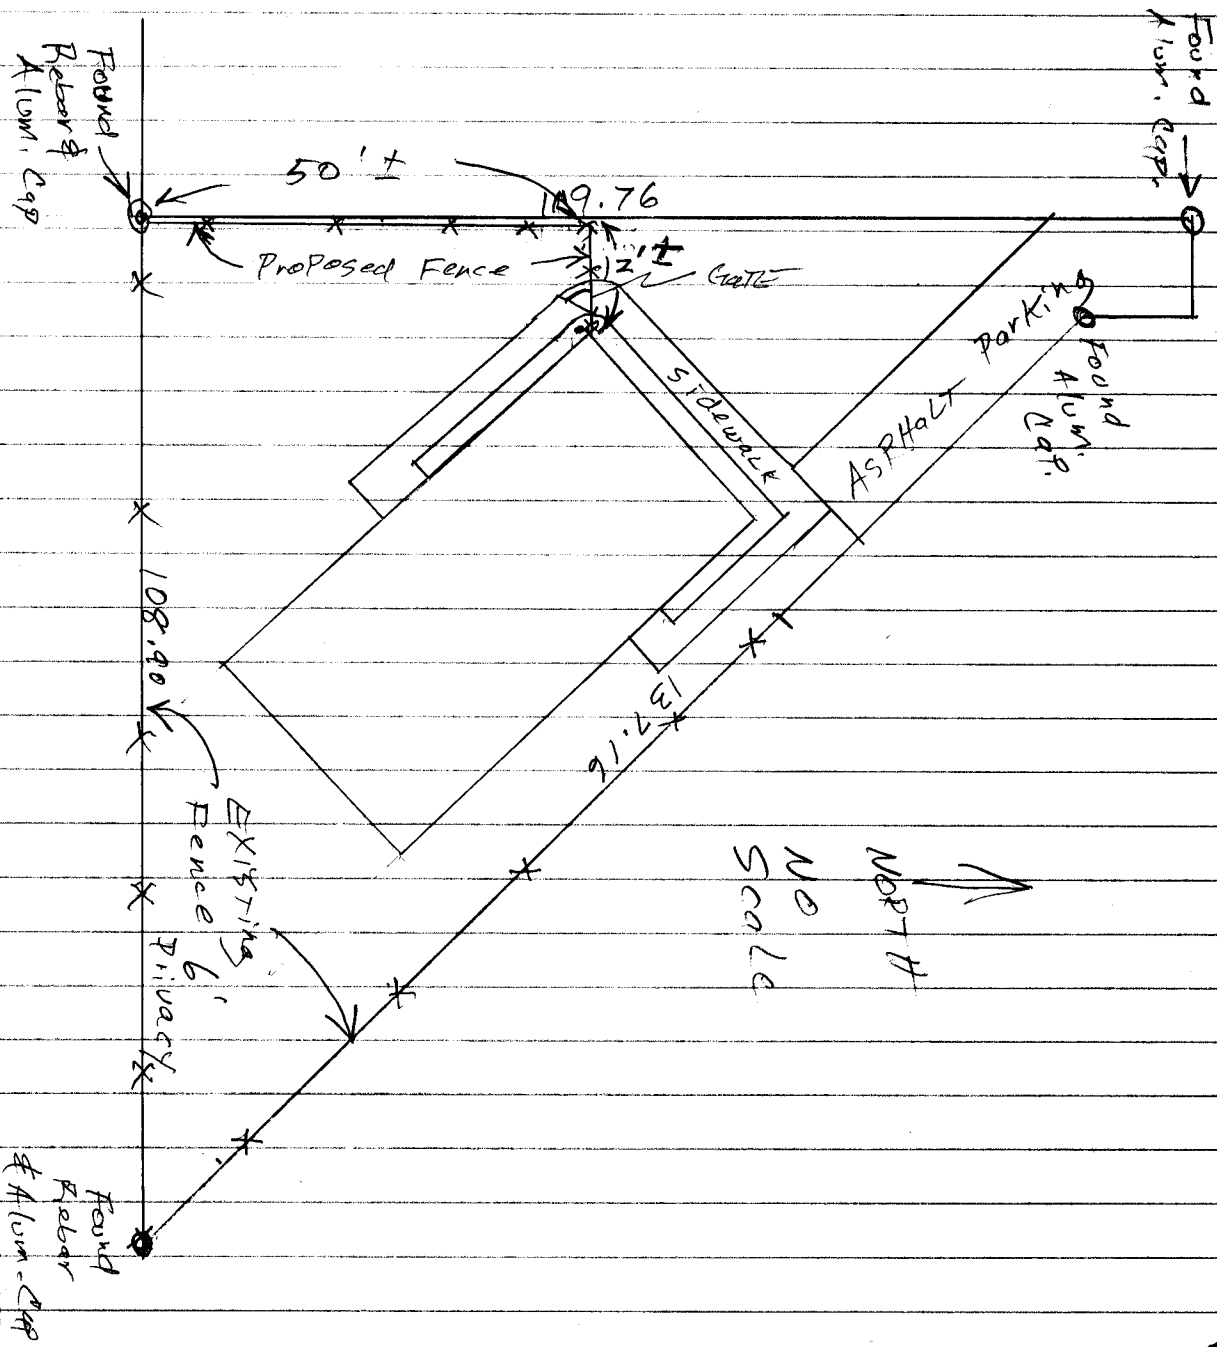 Found
Alum. Cap.
Found
Rebar &
Alum. Cap
50' ±
119.76
Proposed Fence
12'±
GATE
Sidewalk
ASPHALT Parking
Found
Alum.
Cap.
108.90
137.16
Existing
Fence 6'
Privacy
NORTH
NO
Scale
Found
Rebar
& Alum. Cap